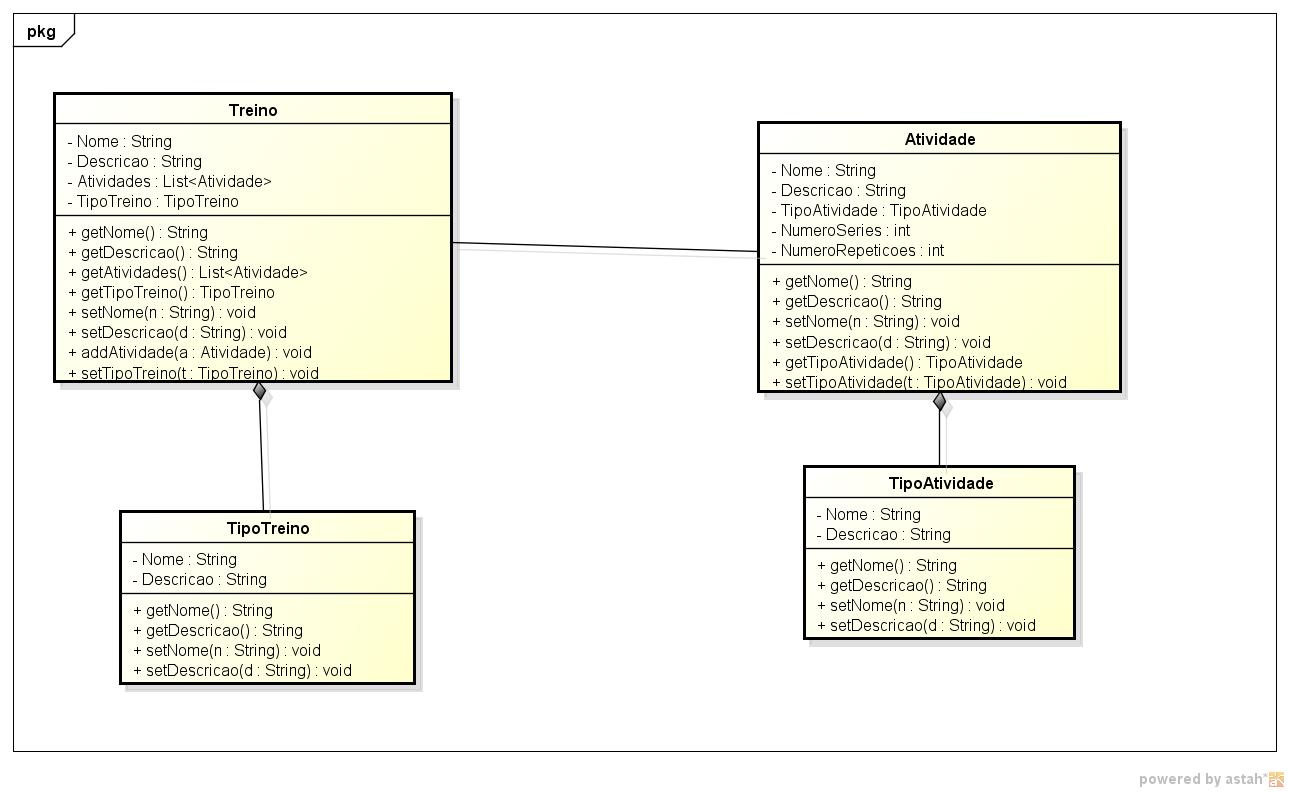 pkg
Treino
- Nome : String
- Descricao : String
- Atividades : List<Atividade>
- TipoTreino : TipoTreino
+ getNome() : String
+ getDescricao() : String
+ getAtividades() : List<Atividade>
+ getTipoTreino() : TipoTreino
+ setNome(n : String) : void
+ setDescricao(d : String) : void
+ addAtividade(a : Atividade) : void
+ setTipoTreino(t : TipoTreino) : void
Atividade
- Nome : String
- Descricao : String
- TipoAtividade : TipoAtividade
- NumeroSeries : int
- NumeroRepeticoes : int
+ getNome() : String
+ getDescricao() : String
+ setNome(n : String) : void
+ setDescricao(d : String) : void
+ getTipoAtividade() : TipoAtividade
+ setTipoAtividade(t : TipoAtividade) : void
TipoTreino
- Nome : String
- Descricao : String
+ getNome() : String
+ getDescricao() : String
+ setNome(n : String) : void
+ setDescricao(d : String) : void
TipoAtividade
- Nome : String
- Descricao : String
+ getNome() : String
+ getDescricao() : String
+ setNome(n : String) : void
+ setDescricao(d : String) : void
powered by astah*